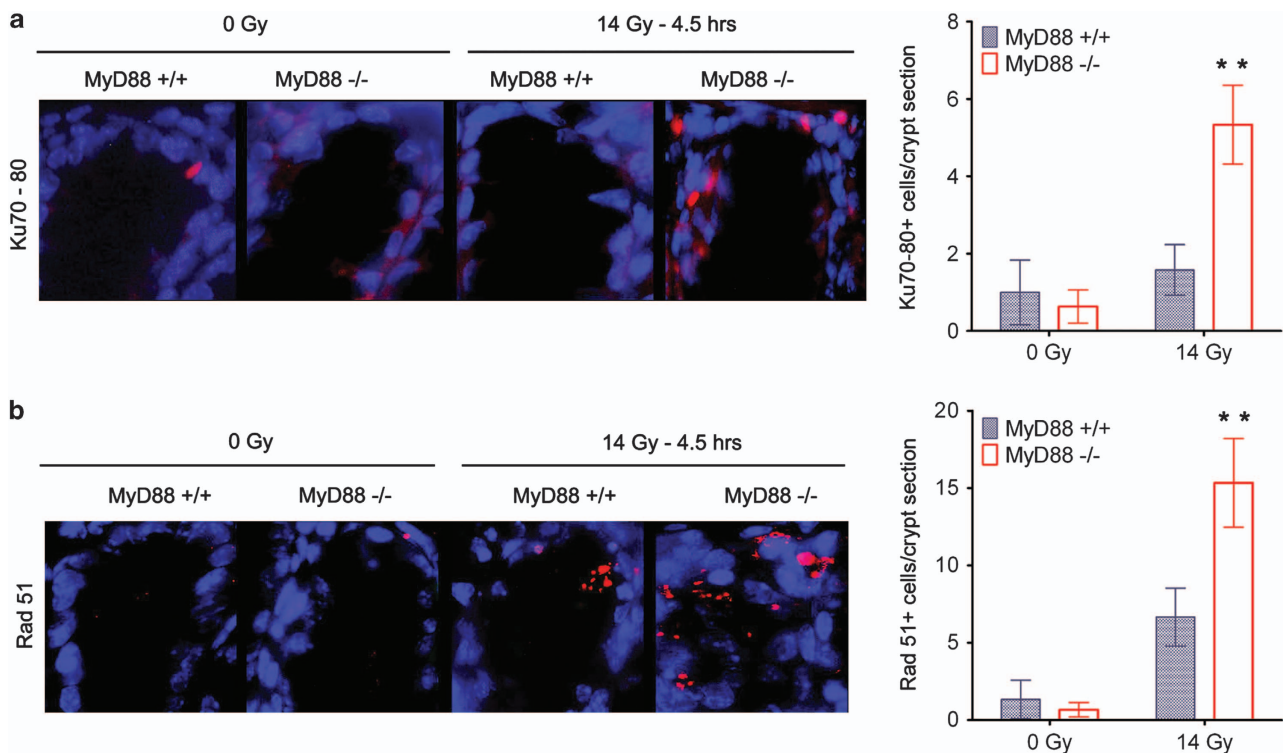 a
0 Gy
14 Gy - 4.5 hrs
MyD88 +/+
MyD88 -/-
MyD88 +/+
MyD88 -/-
Ku70 - 80
Ku70-80+ cells/crypt section
8
6
4
2
0
MyD88 +/+
MyD88 -/-
* *
0 Gy
14 Gy
b
0 Gy
14 Gy - 4.5 hrs
MyD88 +/+
MyD88 -/-
MyD88 +/+
MyD88 -/-
Rad 51
Rad 51+ cells/crypt section
20
15
10
5
0
MyD88 +/+
MyD88 -/-
* *
0 Gy
14 Gy